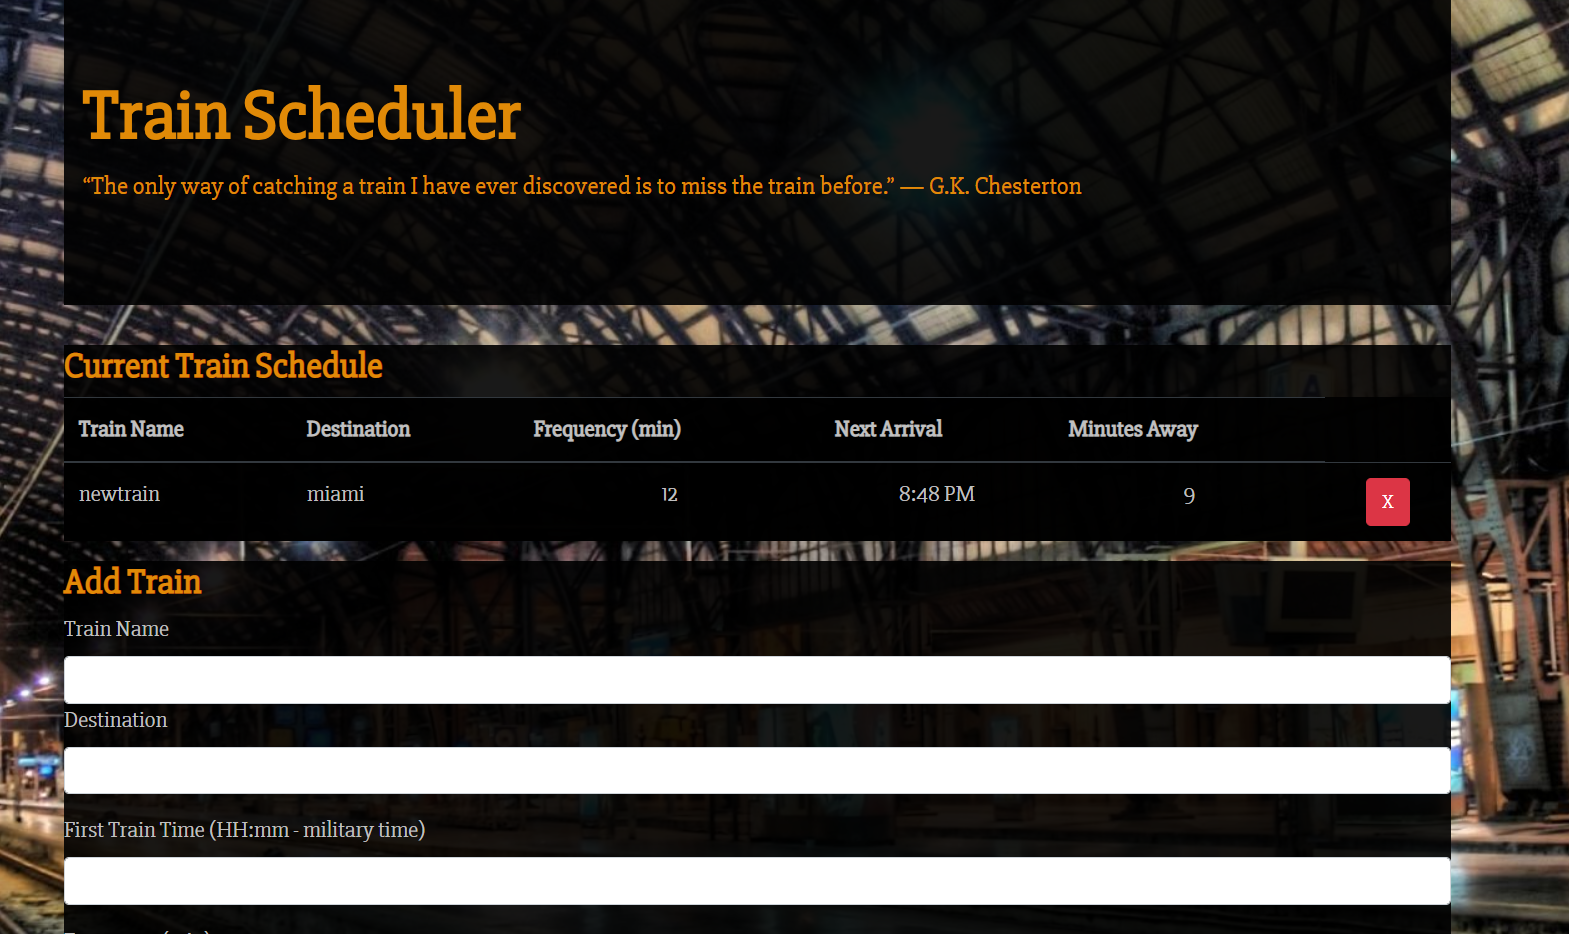 Train Scheduler
“The only way of catching a train I have ever discovered is to miss the train before.” — G.K. Chesterton
Current Train Schedule
Train Name Destination Frequency (min) Next Arrival Minutes Away
newtrain miami 12 8:48 PM 9 X
Add Train
Train Name
Destination
First Train Time (HH:mm - military time)